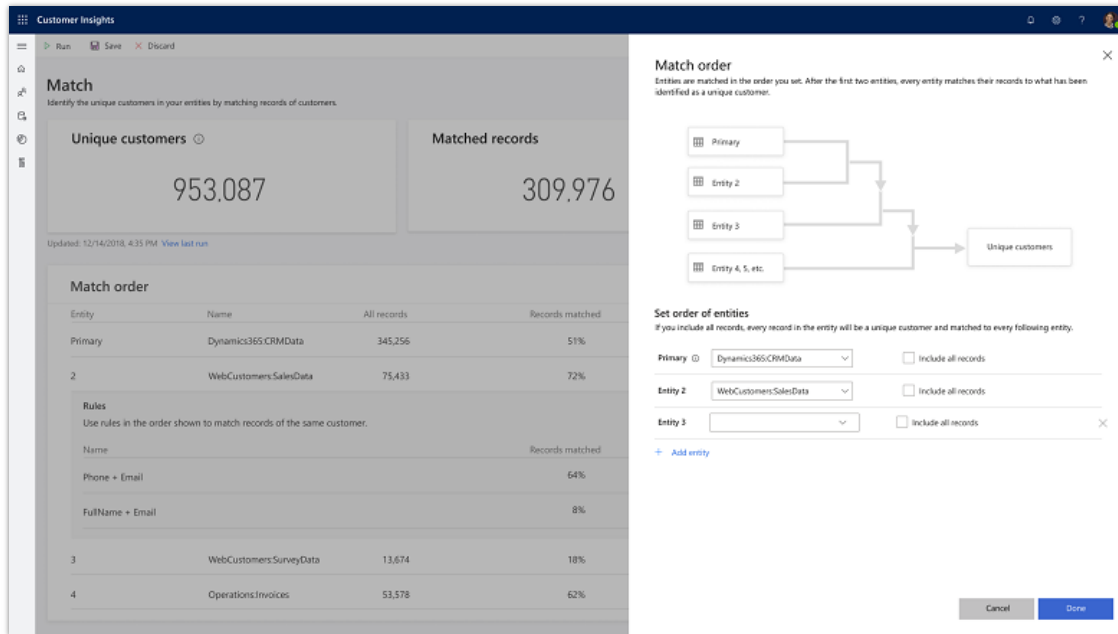 Customer Insights
?
Run Save Discard
Match
Identify the unique customers in your entities by matching records of customers.
Unique customers
953,087
Matched records
309,976
Updated: 12/14/2018, 4:35 PM View last run
Match order
Entity Name All records Records matched
Primary Dynamics365:CRMData 345,256 51%
2 WebCustomers:SalesData 75,433 72%
Rules
Use rules in the order shown to match records of the same customer.
Name Records matched
Phone + Email 64%
FullName + Email 8%
3 WebCustomers:SurveyData 13,674 18%
4 Operations:Invoices 53,578 62%
Match order
Entities are matched in the order you set. After the first two entities, every entity matches their records to what has been
identified as a unique customer.
Primary
Entity 2
Entity 3
Entity 4, 5, etc.
Unique customers
Set order of entities
If you include all records, every record in the entity will be a unique customer and matched to every following entity.
Primary Dynamics365:CRMData Include all records
Entity 2 WebCustomers:SalesData Include all records
Entity 3 Include all records
+ Add entity
Cancel Done